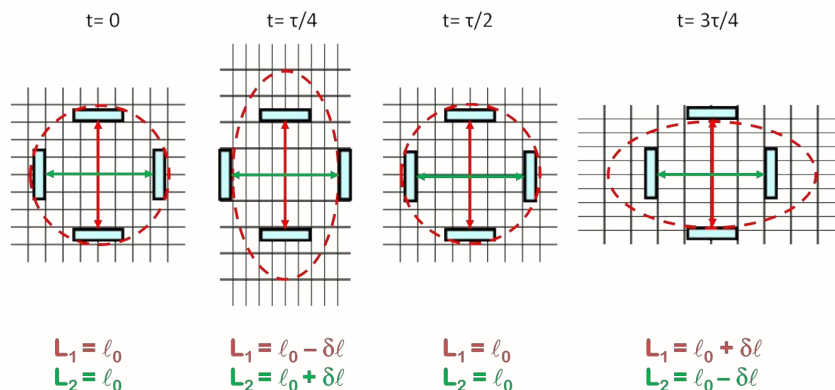 t= 0
t= τ/4
t= τ/2
t= 3τ/4
L₁ = ℓ₀
L₂ = ℓ₀
L₁ = ℓ₀ – δℓ
L₂ = ℓ₀ + δℓ
L₁ = ℓ₀
L₂ = ℓ₀
L₁ = ℓ₀ + δℓ
L₂ = ℓ₀ – δℓ